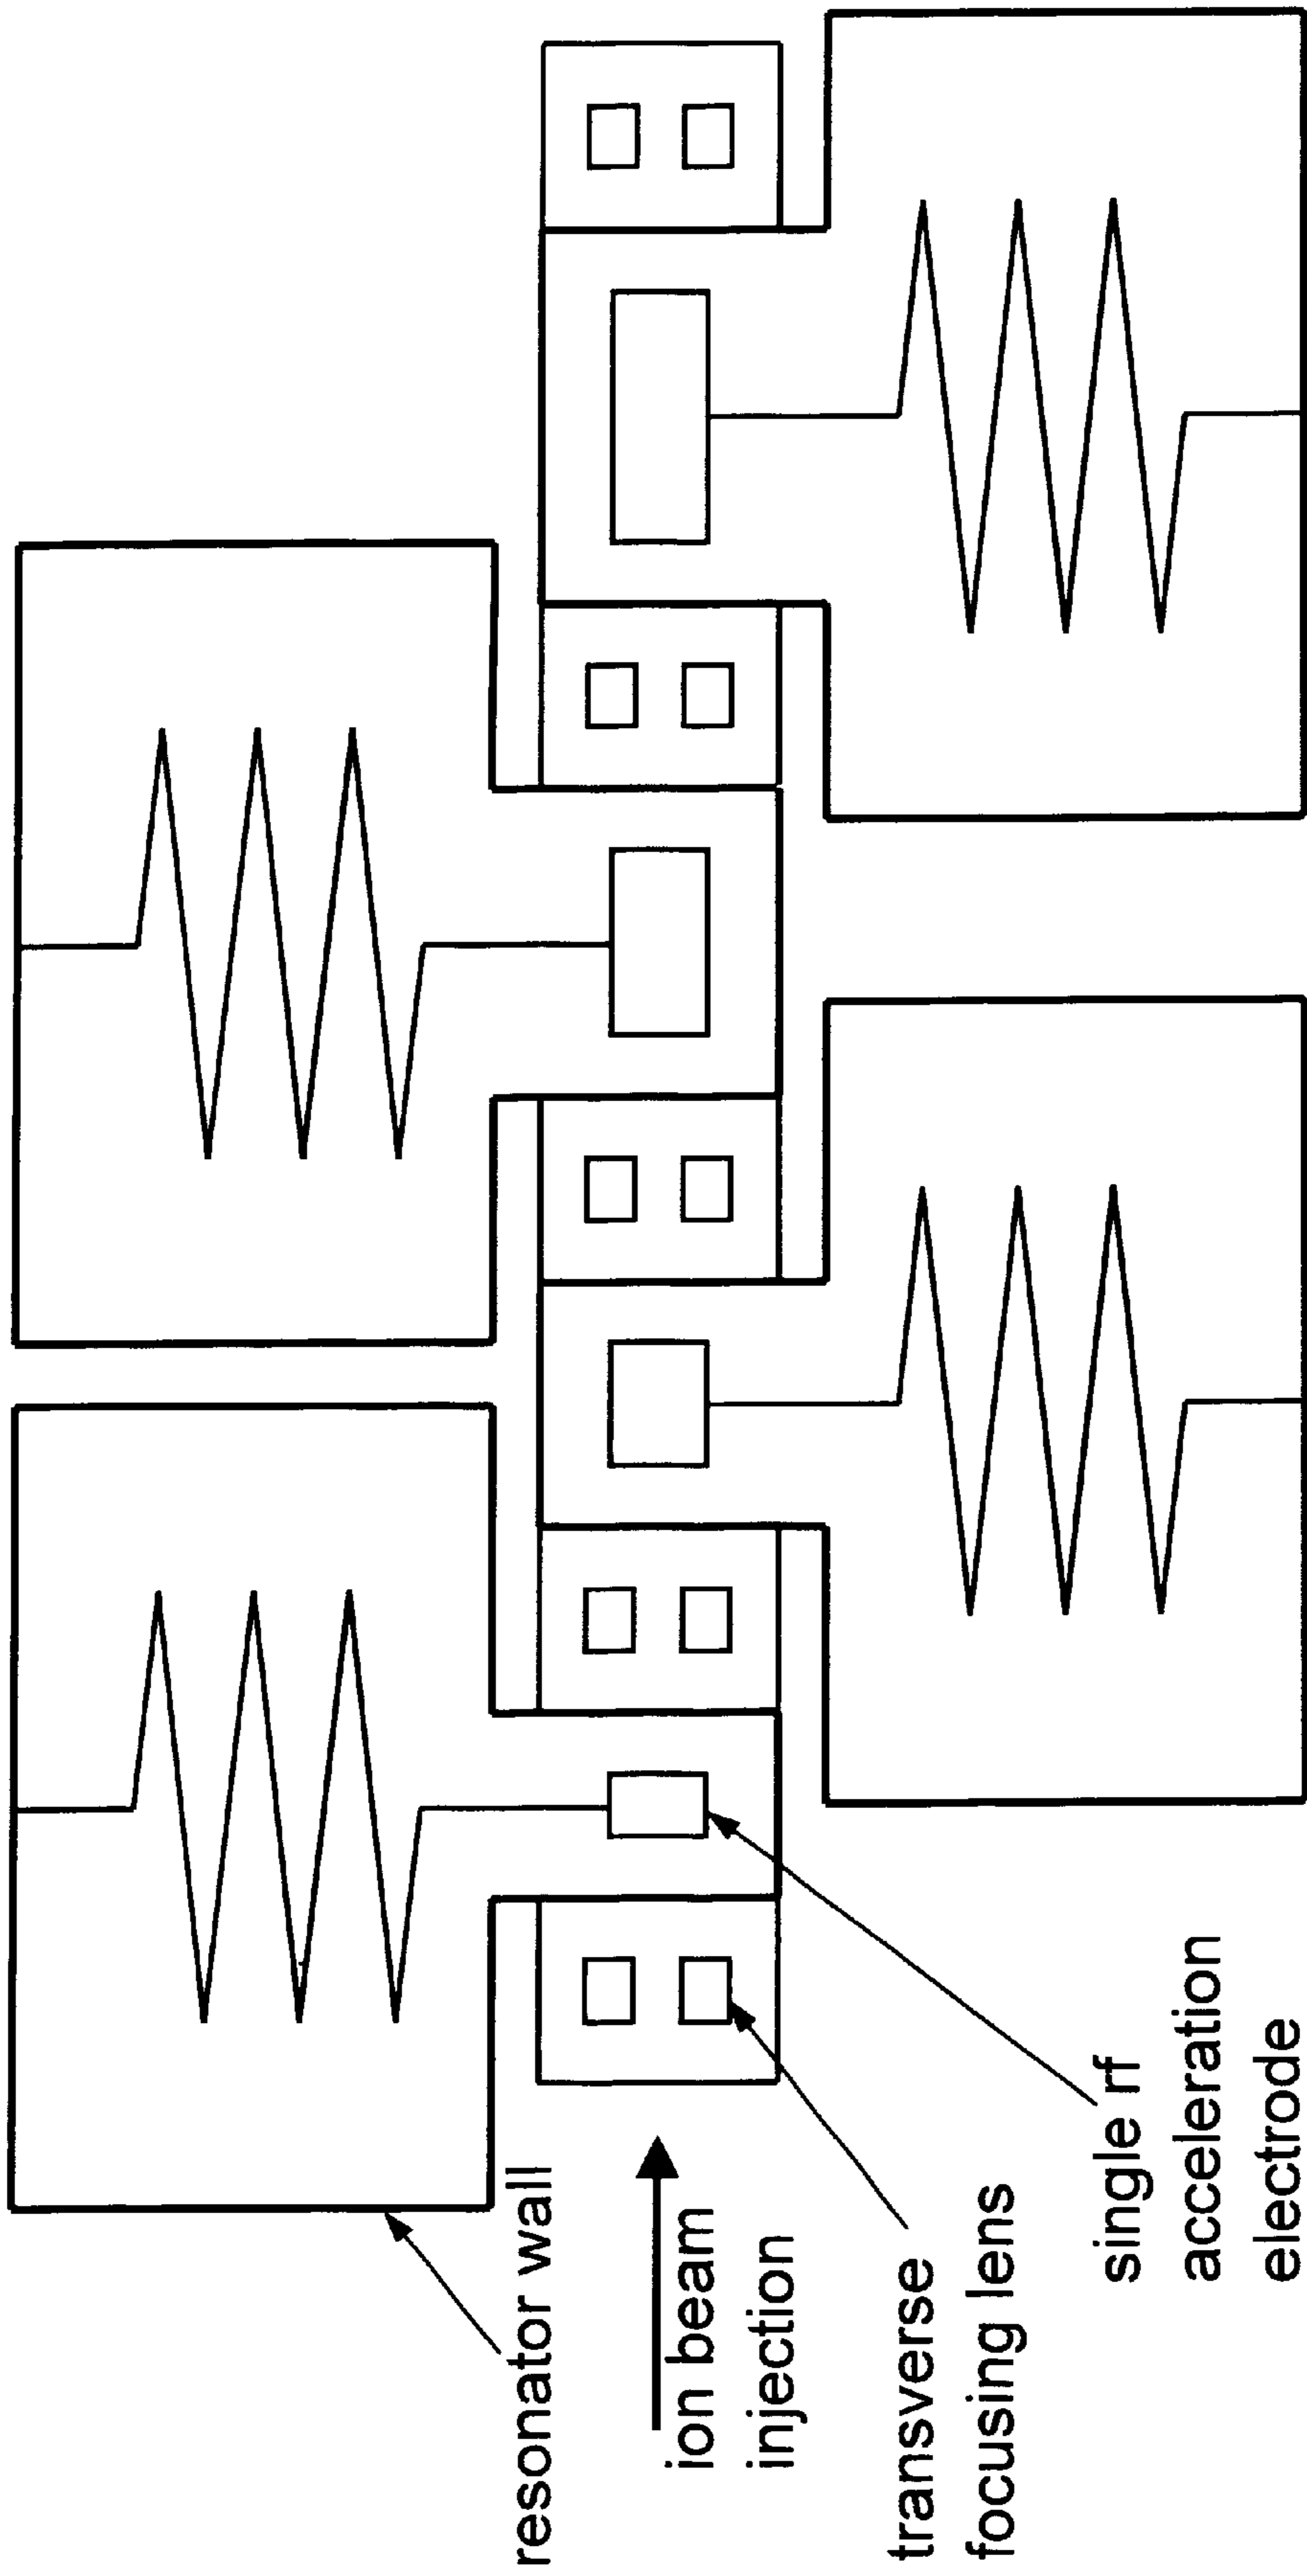 resonator wall
ion beam
injection
transverse
focusing lens
single rf
acceleration
electrode